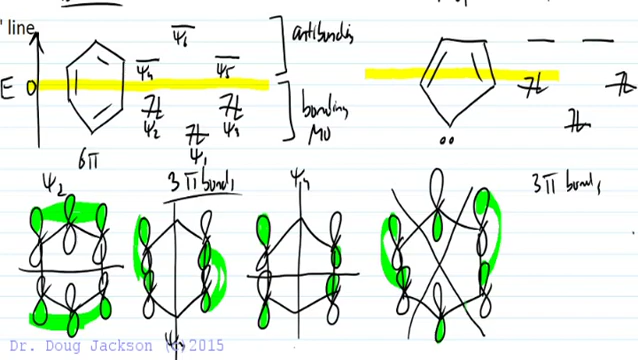 ' line
antibonding
ψ6
ψ4
ψ5
E
0
ψ2
ψ3
bonding
MO
ψ1
6π
ψ2
3 π bonds
ψ4
3 π bonds
ψ3
Dr. Doug Jackson (c)2015